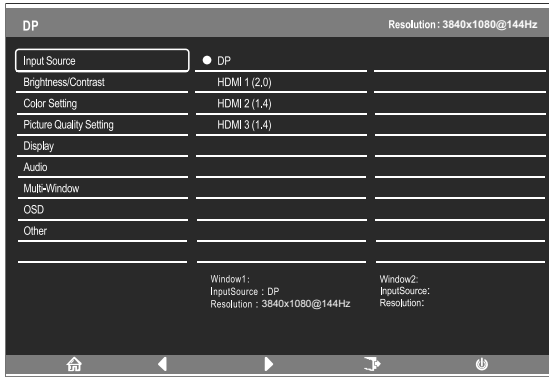 DP
Resolution: 3840x1080@144Hz
Input Source
DP
Brightness/Contrast
HDMI 1 (2,0)
Color Setting
HDMI 2 (1,4)
Picture Quality Setting
HDMI 3 (1,4)
Display
Audio
Multi-Window
OSD
Other
Window1:
InputSource : DP
Resolution : 3840x1080@144Hz
Window2:
InputSource:
Resolution: